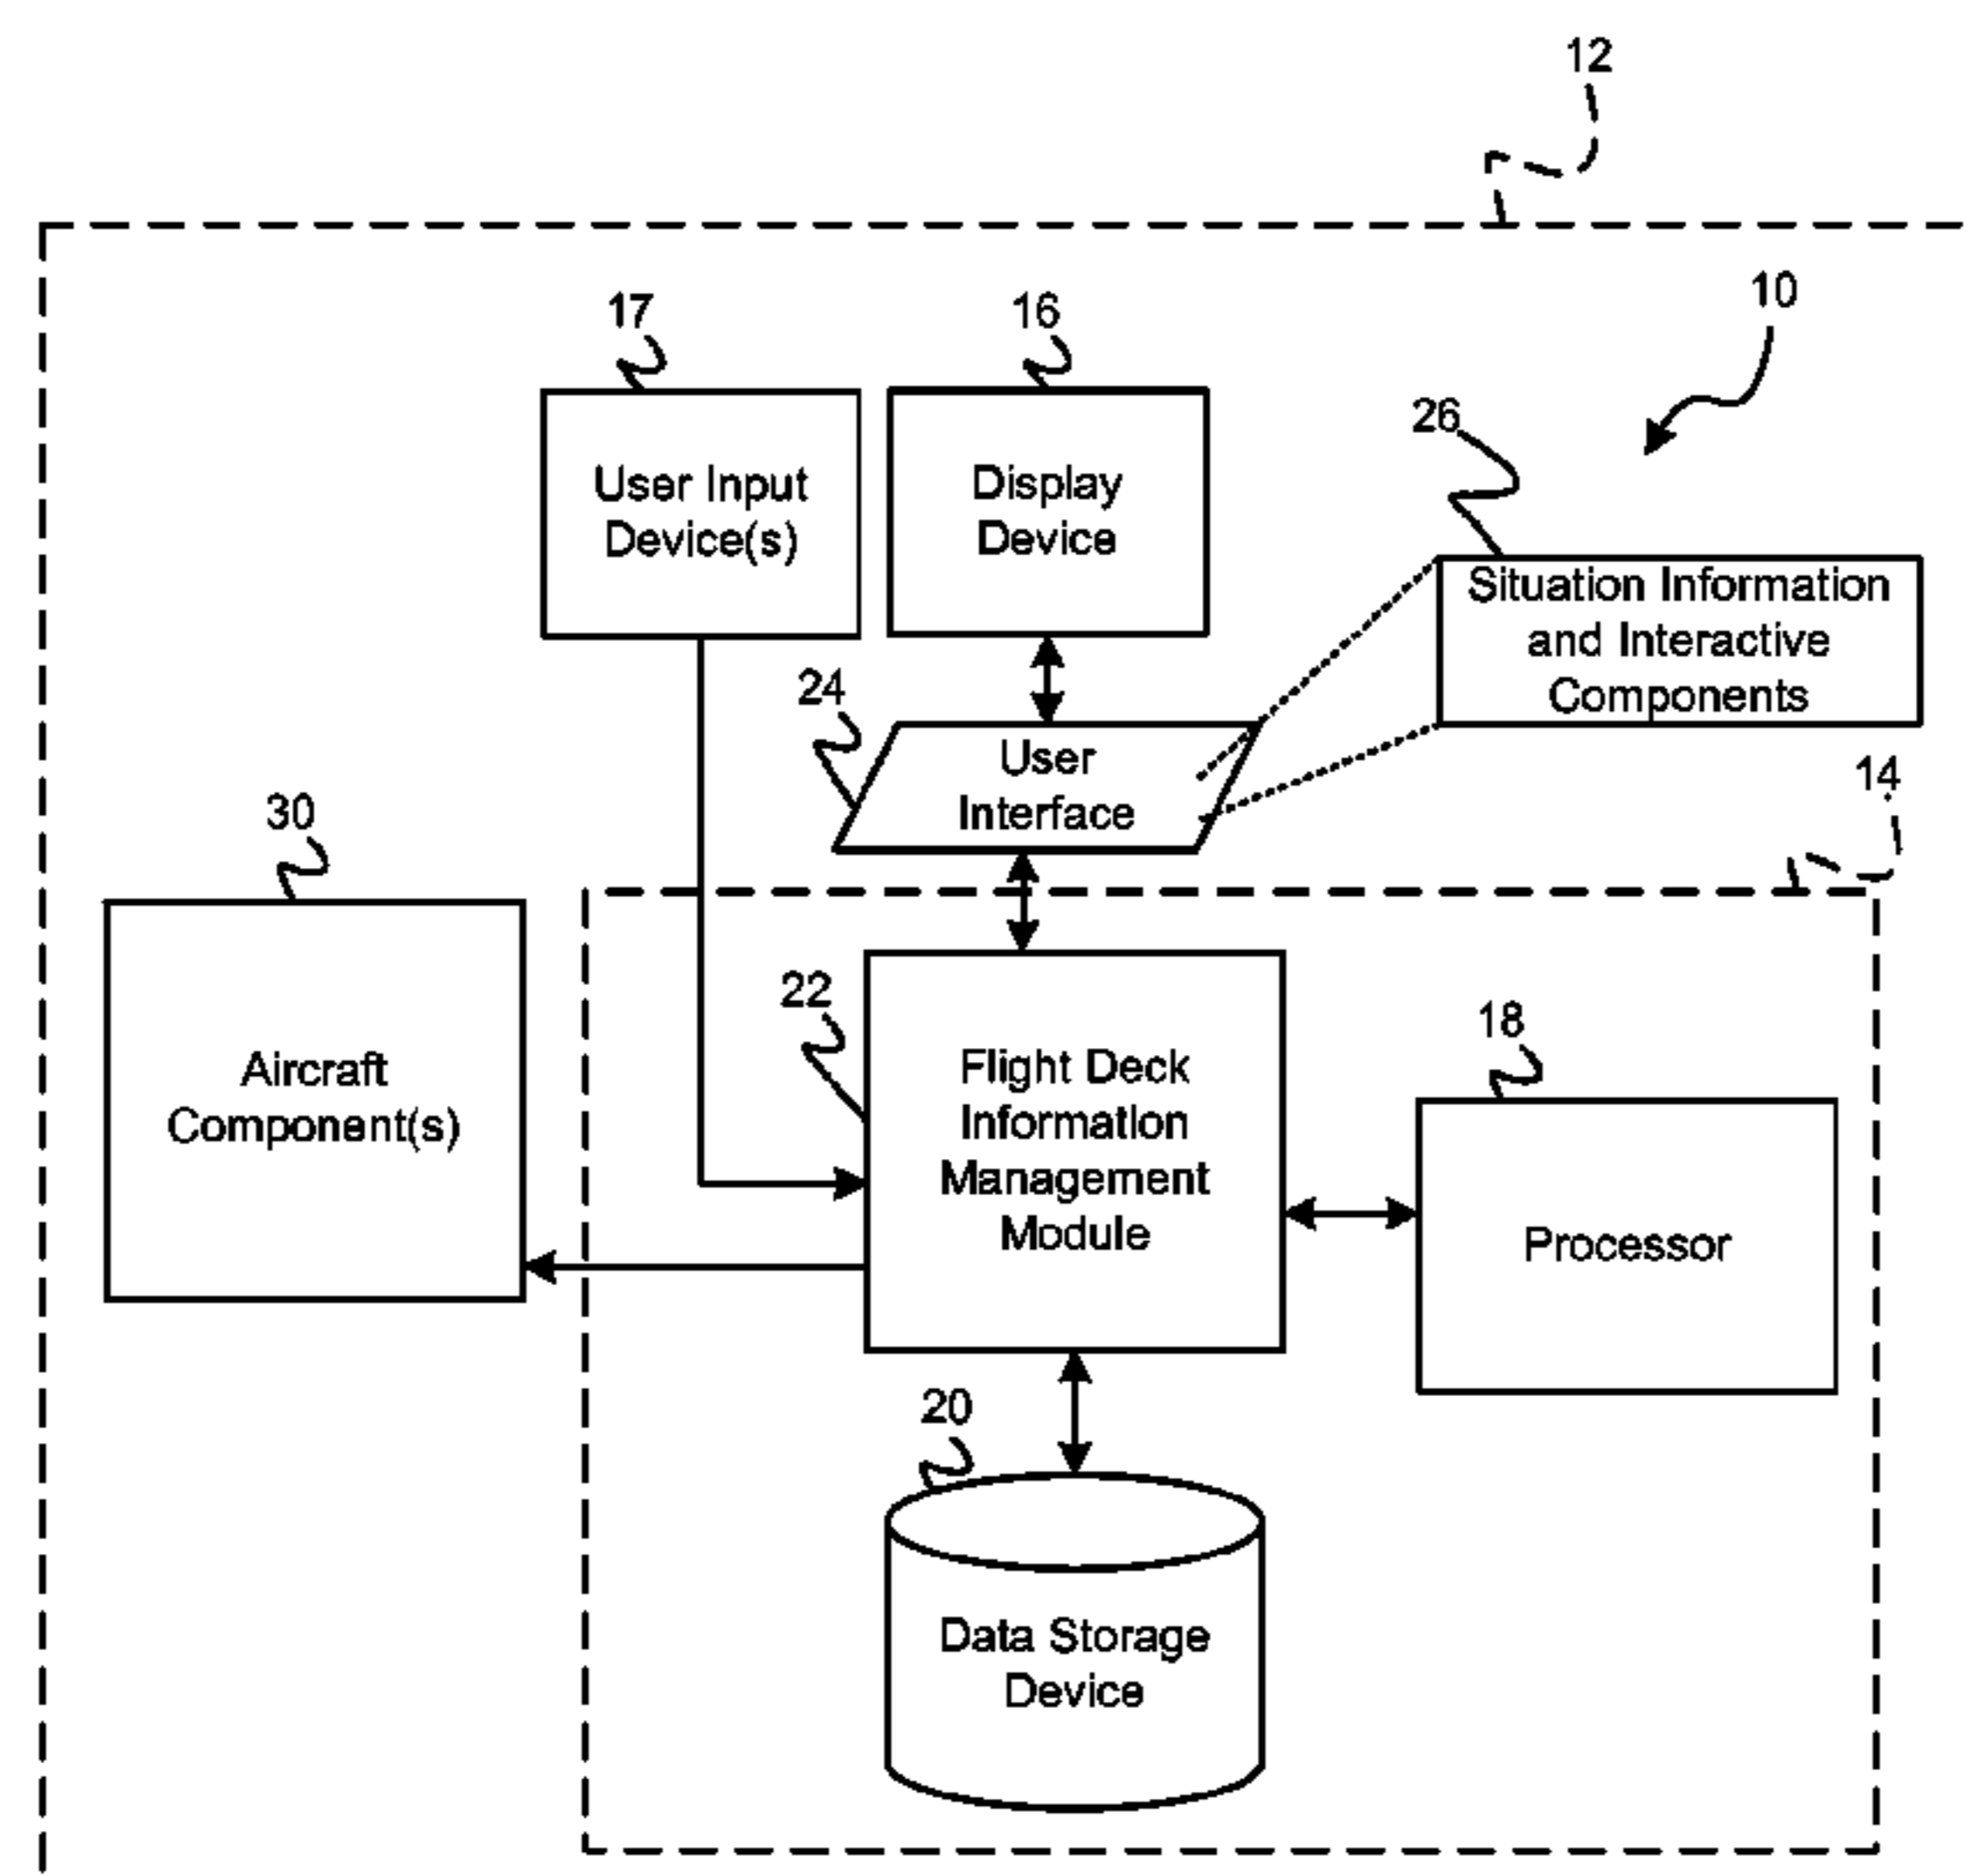 12
10
17
16
26
User Input
Device(s)
Display
Device
Situation Information
and Interactive
Components
24
User
Interface
14
30
22
18
Aircraft
Component(s)
Flight Deck
Information
Management
Module
Processor
20
Data Storage
Device